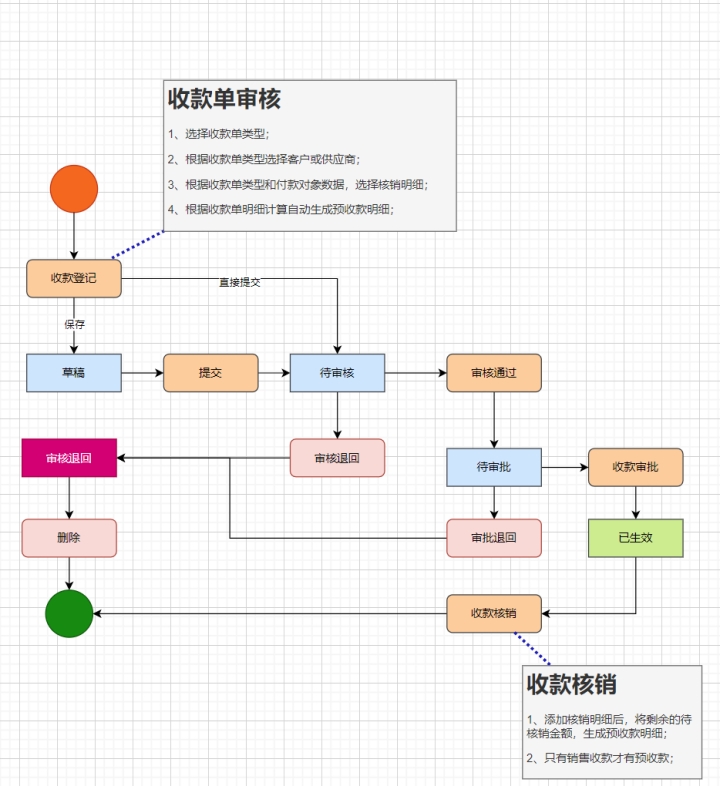 收款单审核
1、选择收款单类型；
2、根据收款单类型选择客户或供应商；
3、根据收款单类型和付款对象数据，选择核销明细；
4、根据收款单明细计算自动生成预收款明细；
收款登记
直接提交
保存
草稿
提交
待审核
审核通过
审核退回
审核退回
待审批
收款审批
删除
审批退回
已生效
收款核销
收款核销
1、添加核销明细后，将剩余的待
核销金额，生成预收款明细；
2、只有销售收款才有预收款；